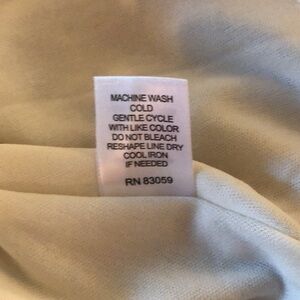 MACHINE WASH
COLD
GENTLE CYCLE
WITH LIKE COLOR
DO NOT BLEACH
RESHAPE LINE DRY
COOL IRON
IF NEEDED
RN 83059